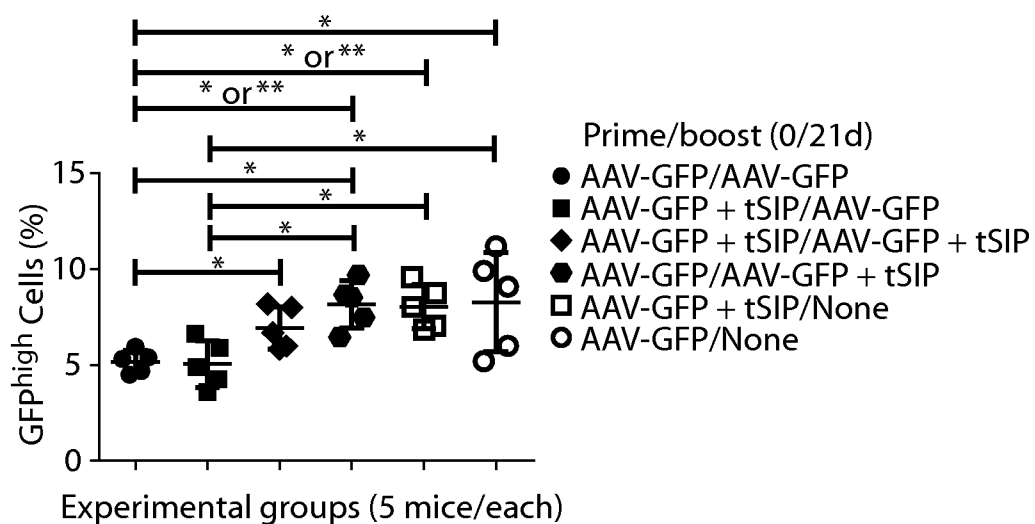 *
* or **
* or **
*
*
*
*
*
GFPhigh Cells (%)
15
10
5
0
Experimental groups (5 mice/each)
Prime/boost (0/21d)
AAV-GFP/AAV-GFP
AAV-GFP + tSIP/AAV-GFP
AAV-GFP + tSIP/AAV-GFP + tSIP
AAV-GFP/AAV-GFP + tSIP
AAV-GFP + tSIP/None
AAV-GFP/None